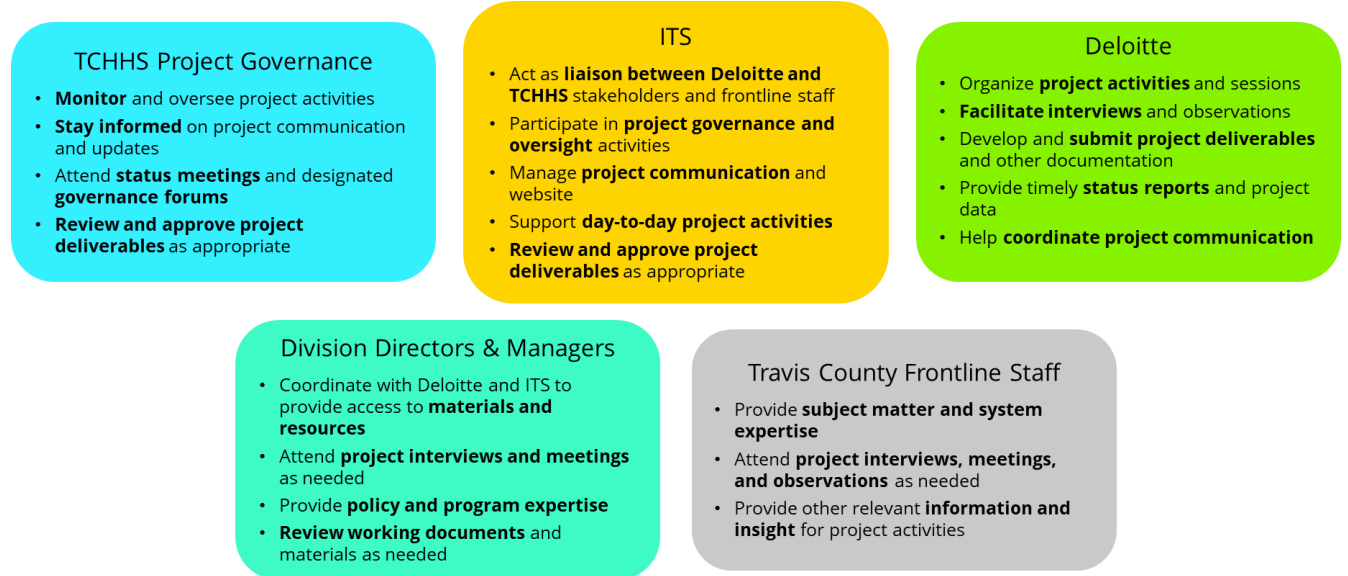 TCHHS Project Governance
• Monitor and oversee project activities
• Stay informed on project communication
and updates
• Attend status meetings and designated
governance forums
• Review and approve project
deliverables as appropriate
ITS
• Act as liaison between Deloitte and
TCHHS stakeholders and frontline staff
• Participate in project governance and
oversight activities
• Manage project communication and
website
• Support day-to-day project activities
• Review and approve project
deliverables as appropriate
Deloitte
• Organize project activities and sessions
• Facilitate interviews and observations
• Develop and submit project deliverables
and other documentation
• Provide timely status reports and project
data
• Help coordinate project communication
Division Directors & Managers
• Coordinate with Deloitte and ITS to
provide access to materials and
resources
• Attend project interviews and meetings
as needed
• Provide policy and program expertise
• Review working documents and
materials as needed
Travis County Frontline Staff
• Provide subject matter and system
expertise
• Attend project interviews, meetings,
and observations as needed
• Provide other relevant information and
insight for project activities